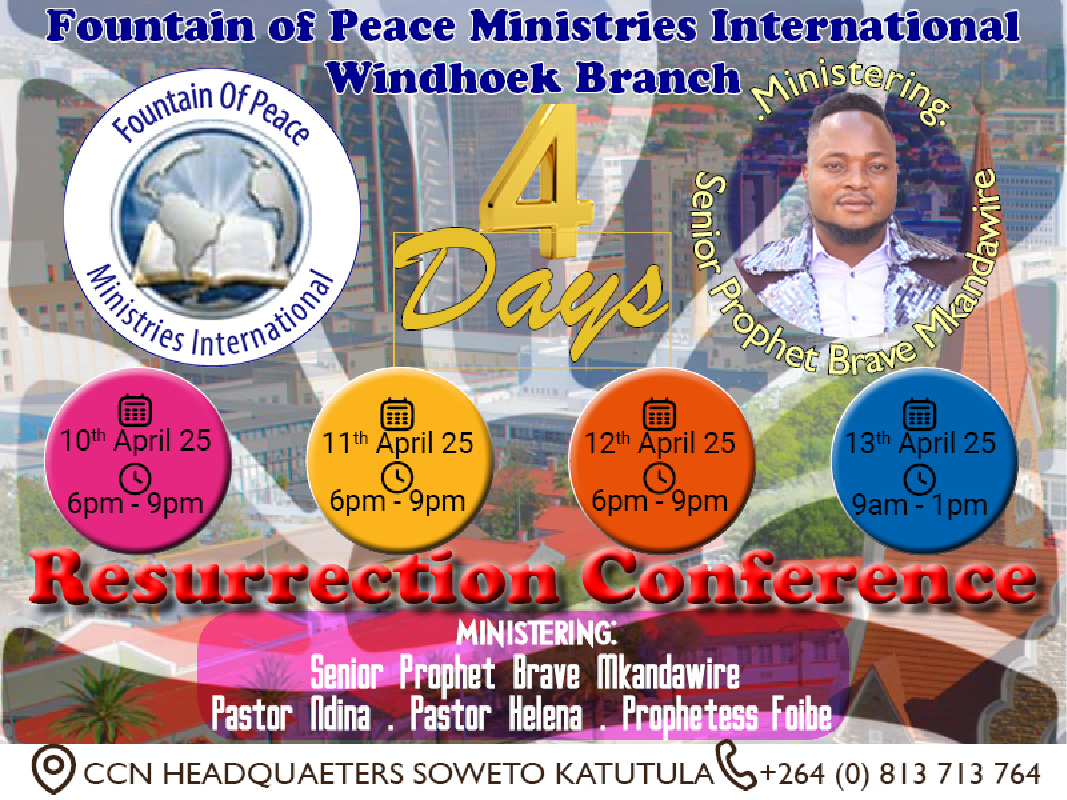 Fountain of Peace Ministries International
Windhoek Branch
Fountain Of Peace
Ministries International
4
Days
.Ministering.
Senior Prophet Brave Mkandawire
10th April 25
6pm - 9pm
11th April 25
6pm - 9pm
12th April 25
6pm - 9pm
13th April 25
9am - 1pm
Resurrection Conference
MINISTERING:
Senior Prophet Brave Mkandawire
Pastor Ndina . Pastor Helena . Prophetess Foibe
CCN HEADQUAETERS SOWETO KATUTULA
+264 (0) 813 713 764